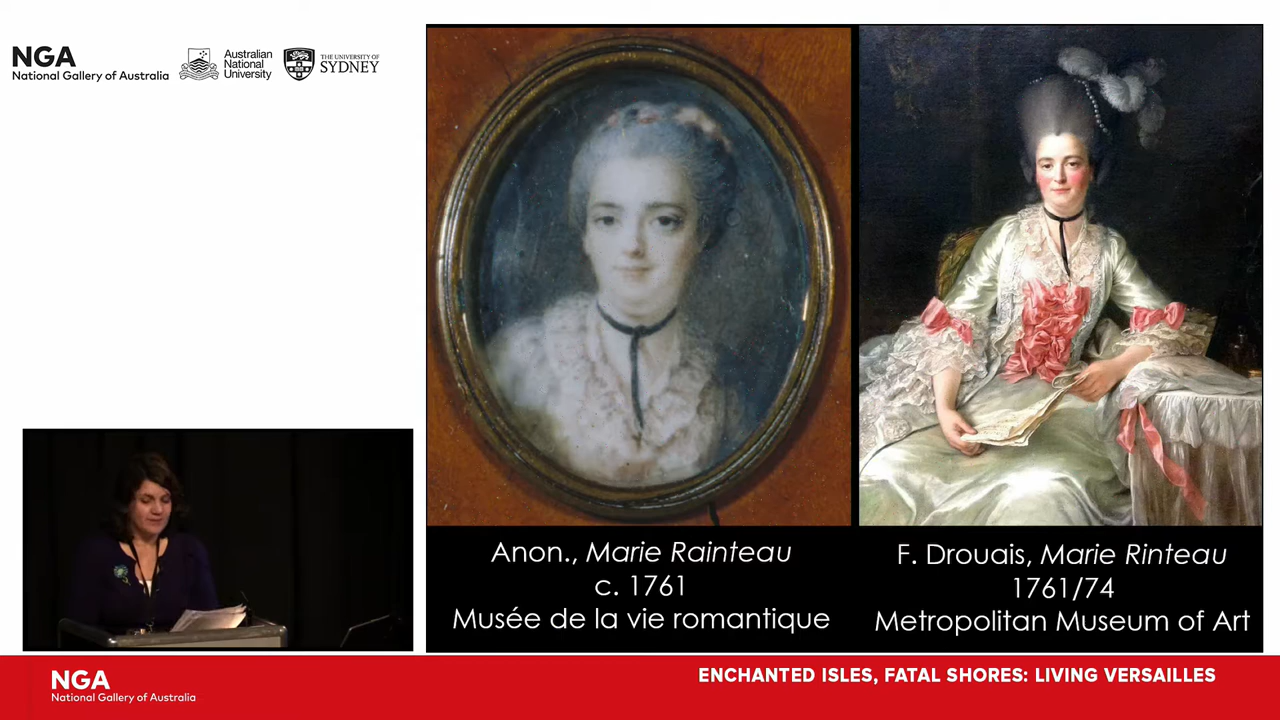 NGA
National Gallery of Australia
Australian
National
University
THE UNIVERSITY OF
SYDNEY
Anon., Marie Rainteau
c. 1761
Musée de la vie romantique
F. Drouais, Marie Rinteau
1761/74
Metropolitan Museum of Art
NGA
National Gallery of Australia
ENCHANTED ISLES, FATAL SHORES: LIVING VERSAILLES